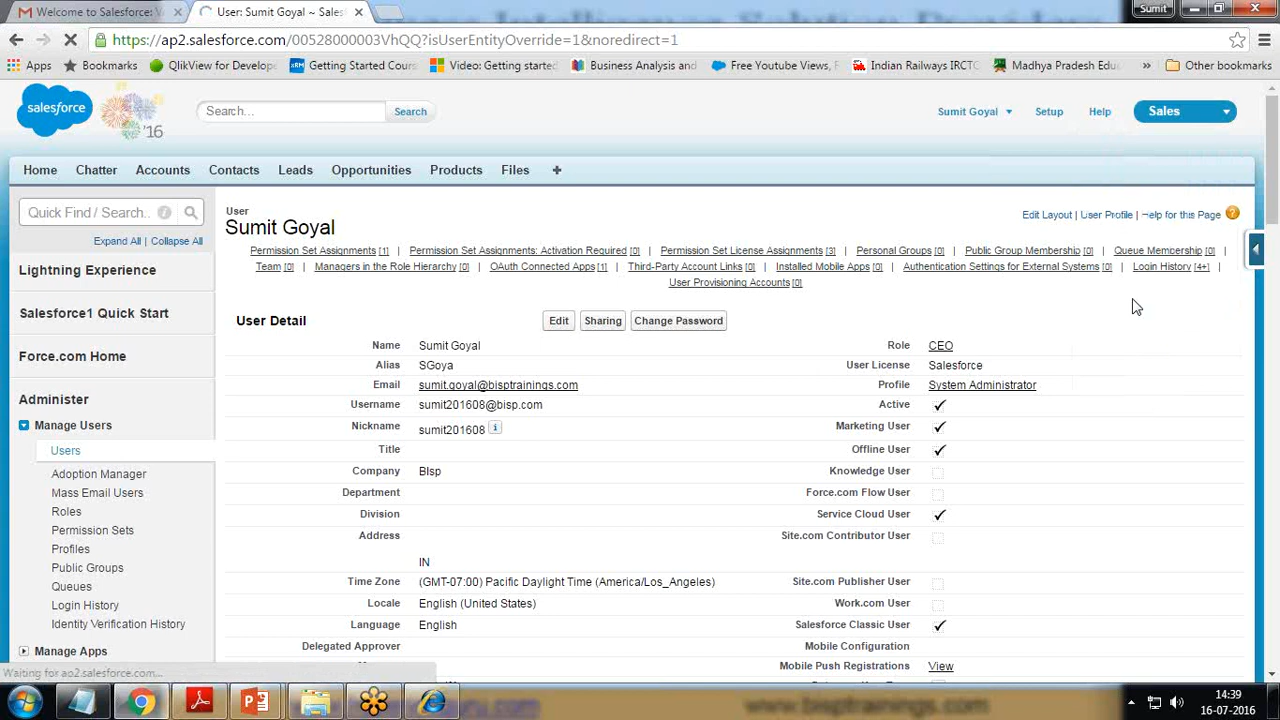 Welcome to Salesforce: V
User: Sumit Goyal ~ Sales
Sumit
https://ap2.salesforce.com/00528000003VhQQ?isUserEntityOverride=1&noredirect=1
Apps Bookmarks QlikView for Develop Getting Started Cour Video: Getting started Business Analysis and Free Youtube Views, Indian Railways IRCTC Madhya Pradesh Edu » Other bookmarks
salesforce '16 Search... Search Sumit Goyal Setup Help Sales
Home Chatter Accounts Contacts Leads Opportunities Products Files +
Quick Find / Search...
Expand All | Collapse All
Lightning Experience
Salesforce1 Quick Start
Force.com Home
Administer
Manage Users
Users
Adoption Manager
Mass Email Users
Roles
Permission Sets
Profiles
Public Groups
Queues
Login History
Identity Verification History
Manage Apps
User
Sumit Goyal
Edit Layout | User Profile | Help for this Page
Permission Set Assignments [1] | Permission Set Assignments: Activation Required [0] | Permission Set License Assignments [3] | Personal Groups [0] | Public Group Membership [0] | Queue Membership [0] |
Team [0] | Managers in the Role Hierarchy [0] | OAuth Connected Apps [1] | Third-Party Account Links [0] | Installed Mobile Apps [0] | Authentication Settings for External Systems [0] | Login History [4+] |
User Provisioning Accounts [0]
User Detail Edit Sharing Change Password
Name Sumit Goyal Role CEO
Alias SGoya User License Salesforce
Email sumit.goyal@bisptrainings.com Profile System Administrator
Username sumit201608@bisp.com Active
Nickname sumit201608 Marketing User
Title Offline User
Company BIsp Knowledge User
Department Force.com Flow User
Division Service Cloud User
Address Site.com Contributor User
IN
Time Zone (GMT-07:00) Pacific Daylight Time (America/Los_Angeles) Site.com Publisher User
Locale English (United States) Work.com User
Language English Salesforce Classic User
Delegated Approver Mobile Configuration
Mobile Push Registrations View
Waiting for ap2.salesforce.com...
www.bisptrainings.com
14:39
16-07-2016